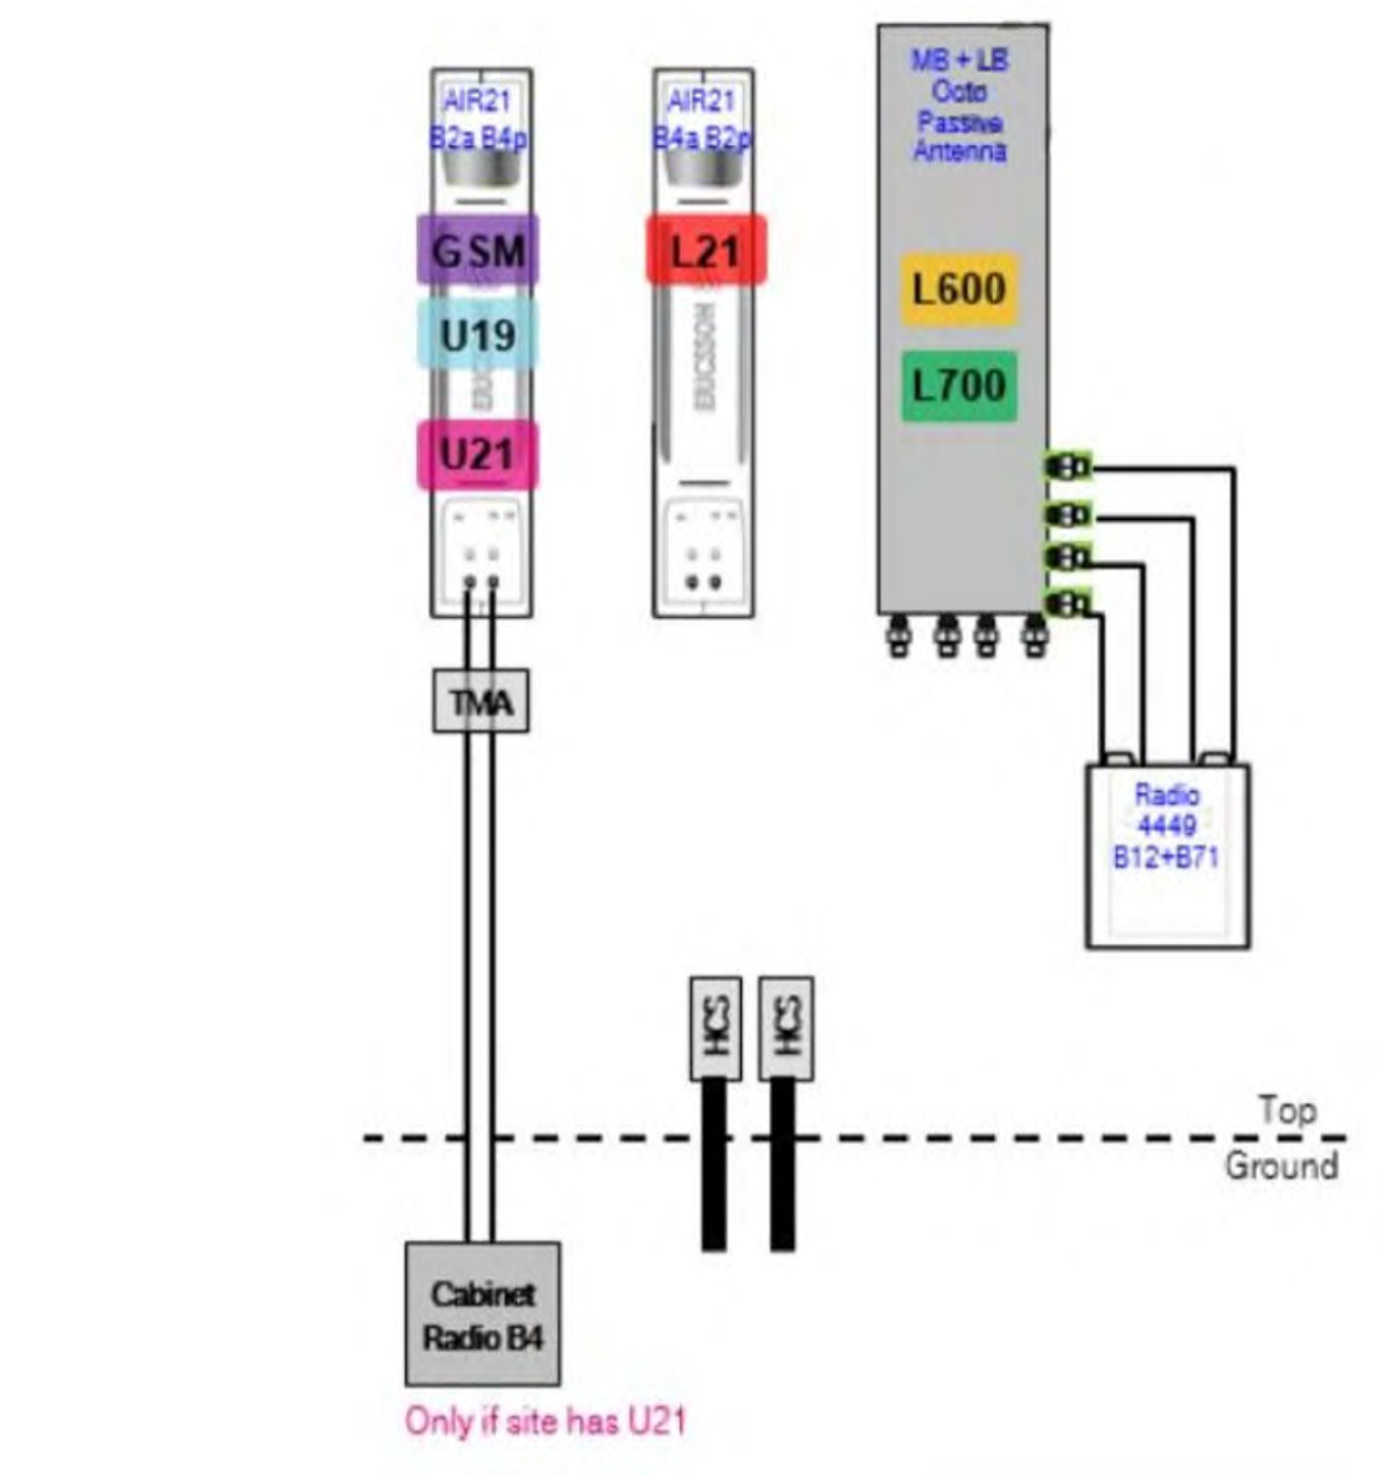 AIR21
B2a B4p
GSM
U19
U21
TMA
Cabinet
Radio B4
Only if site has U21
AIR21
B4a B2p
L21
ERICSSON
HCS
HCS
MB + LB
Octo
Passive
Antenna
L600
L700
Radio
4449
B12+B71
Top
Ground